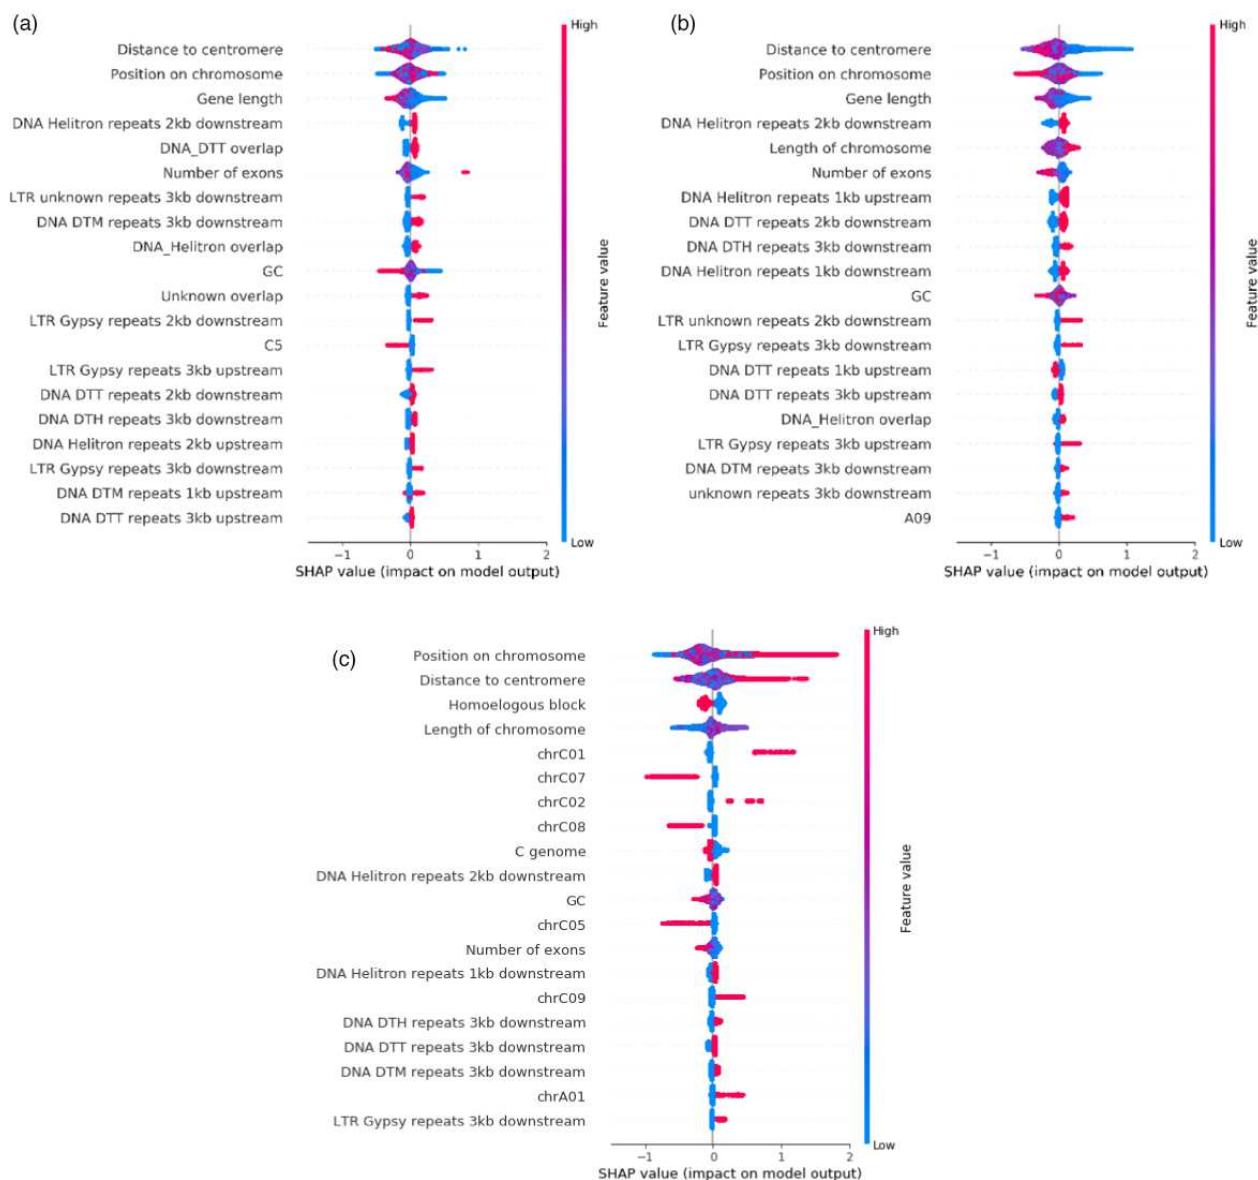 (a)
High
Distance to centromere
Position on chromosome
Gene length
DNA Helitron repeats 2kb downstream
DNA_DTT overlap
Number of exons
LTR unknown repeats 3kb downstream
DNA DTM repeats 3kb downstream
DNA_Helitron overlap
GC
Unknown overlap
LTR Gypsy repeats 2kb downstream
C5
LTR Gypsy repeats 3kb upstream
DNA DTT repeats 2kb downstream
DNA DTH repeats 3kb downstream
DNA Helitron repeats 2kb upstream
LTR Gypsy repeats 3kb downstream
DNA DTM repeats 1kb upstream
DNA DTT repeats 3kb upstream
Feature value
Low
−1 0 1 2
SHAP value (impact on model output)
(b)
High
Distance to centromere
Position on chromosome
Gene length
DNA Helitron repeats 2kb downstream
Length of chromosome
Number of exons
DNA Helitron repeats 1kb upstream
DNA DTT repeats 2kb downstream
DNA DTH repeats 3kb downstream
DNA Helitron repeats 1kb downstream
GC
LTR unknown repeats 2kb downstream
LTR Gypsy repeats 3kb downstream
DNA DTT repeats 1kb upstream
DNA DTT repeats 3kb upstream
DNA_Helitron overlap
LTR Gypsy repeats 3kb upstream
DNA DTM repeats 3kb downstream
unknown repeats 3kb downstream
A09
Feature value
Low
−1 0 1 2
SHAP value (impact on model output)
(c)
High
Position on chromosome
Distance to centromere
Homoelogous block
Length of chromosome
chrC01
chrC07
chrC02
chrC08
C genome
DNA Helitron repeats 2kb downstream
GC
chrC05
Number of exons
DNA Helitron repeats 1kb downstream
chrC09
DNA DTH repeats 3kb downstream
DNA DTT repeats 3kb downstream
DNA DTM repeats 3kb downstream
chrA01
LTR Gypsy repeats 3kb downstream
Feature value
Low
−1 0 1 2
SHAP value (impact on model output)